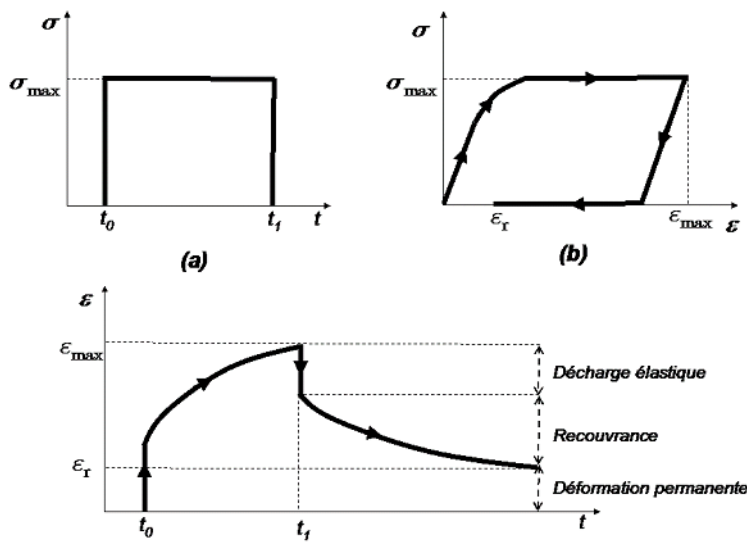 σ
σmax
t0
t1
t
(a)
σ
σmax
εr
εmax
ε
(b)
ε
εmax
εr
t0
t1
t
Décharge élastique
Recouvrance
Déformation permanente